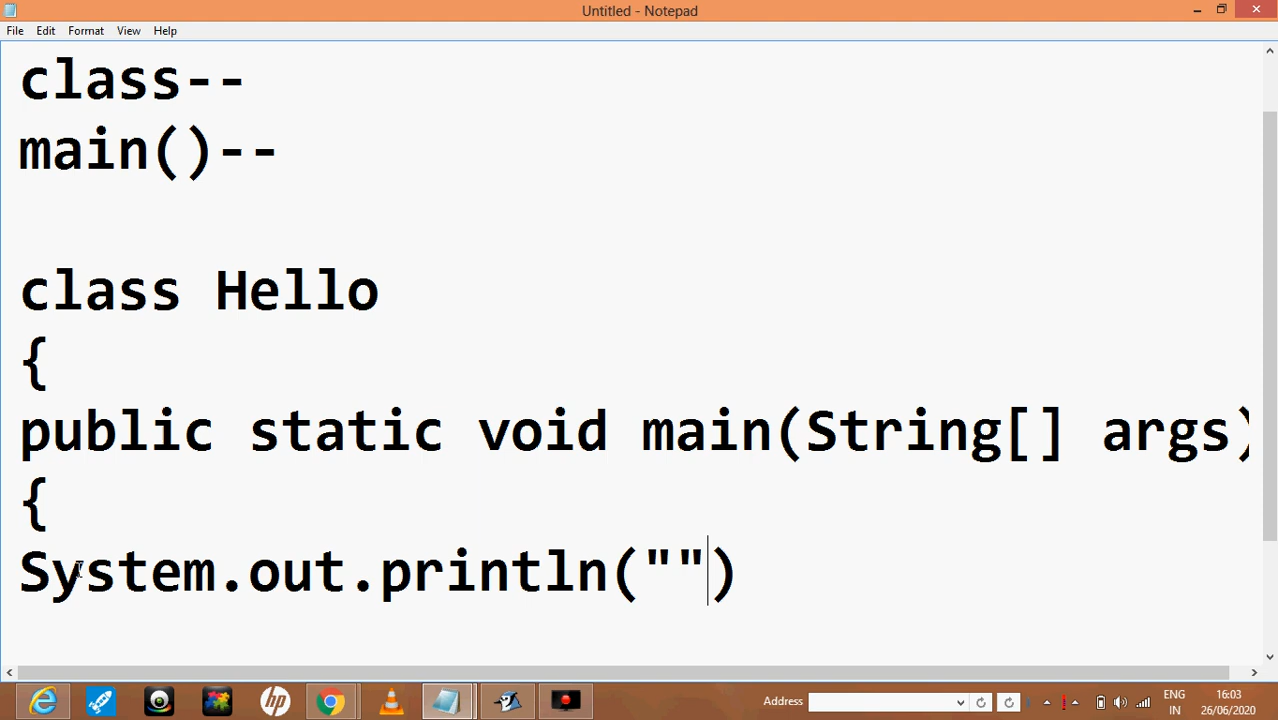 Untitled - Notepad
File Edit Format View Help
class--
main()--
class Hello
{
public static void main(String[] args)
{
System.out.println("")
Address
ENG
IN
16:03
26/06/2020